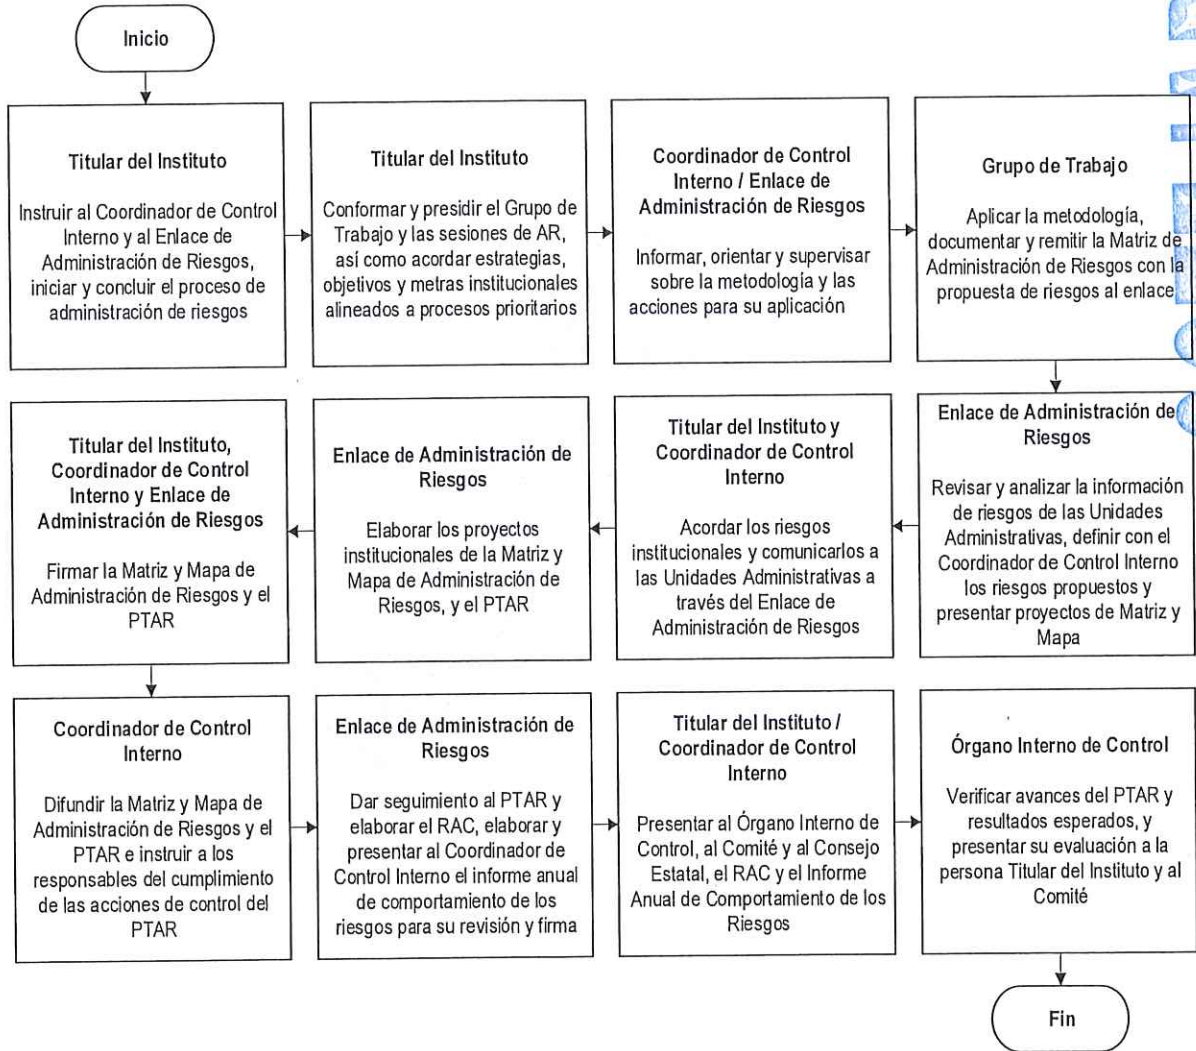 Inicio
Titular del Instituto
Instruir al Coordinador de Control
Interno y al Enlace de
Administración de Riesgos,
iniciar y concluir el proceso de
administración de riesgos
Titular del Instituto
Conformar y presidir el Grupo de
Trabajo y las sesiones de AR,
así como acordar estrategias,
objetivos y metras institucionales
alineados a procesos prioritarios
Coordinador de Control
Interno / Enlace de
Administración de Riesgos
Informar, orientar y supervisar
sobre la metodología y las
acciones para su aplicación
Grupo de Trabajo
Aplicar la metodología,
documentar y remitir la Matriz de
Administración de Riesgos con la
propuesta de riesgos al enlace
Enlace de Administración de
Riesgos
Revisar y analizar la información
de riesgos de las Unidades
Administrativas, definir con el
Coordinador de Control Interno
los riesgos propuestos y
presentar proyectos de Matriz y
Mapa
Titular del Instituto y
Coordinador de Control
Interno
Acordar los riesgos
institucionales y comunicarlos a
las Unidades Administrativas a
través del Enlace de
Administración de Riesgos
Enlace de Administración de
Riesgos
Elaborar los proyectos
institucionales de la Matriz y
Mapa de Administración de
Riesgos, y el PTAR
Titular del Instituto,
Coordinador de Control
Interno y Enlace de
Administración de Riesgos
Firmar la Matriz y Mapa de
Administración de Riesgos y el
PTAR
Coordinador de Control
Interno
Difundir la Matriz y Mapa de
Administración de Riesgos y el
PTAR e instruir a los
responsables del cumplimiento
de las acciones de control del
PTAR
Enlace de Administración de
Riesgos
Dar seguimiento al PTAR y
elaborar el RAC, elaborar y
presentar al Coordinador de
Control Interno el informe anual
de comportamiento de los
riesgos para su revisión y firma
Titular del Instituto /
Coordinador de Control
Interno
Presentar al Órgano Interno de
Control, al Comité y al Consejo
Estatal, el RAC y el Informe
Anual de Comportamiento de los
Riesgos
Órgano Interno de Control
Verificar avances del PTAR y
resultados esperados, y
presentar su evaluación a la
persona Titular del Instituto y al
Comité
Fin